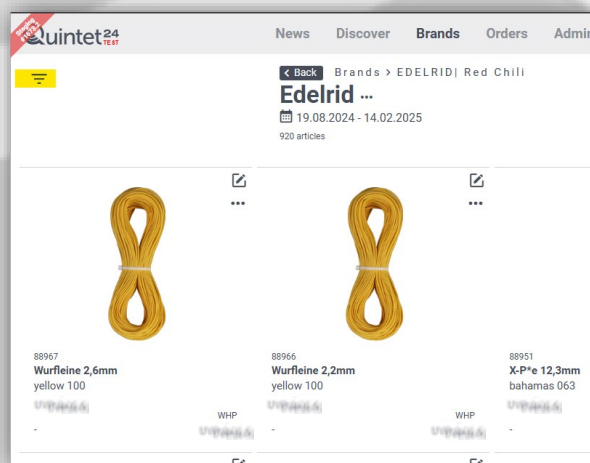 Staging
Quintet24
TEST
News Discover Brands Orders
Back Brands > EDELRID| Red Chili
Edelrid ...
19.08.2024 - 14.02.2025
920 articles
88967
Wurfleine 2,6mm
yellow 100
WHP
-
88966
Wurfleine 2,2mm
yellow 100
WHP
-
88951
X-P*e 12,3mm
bahamas 063
-